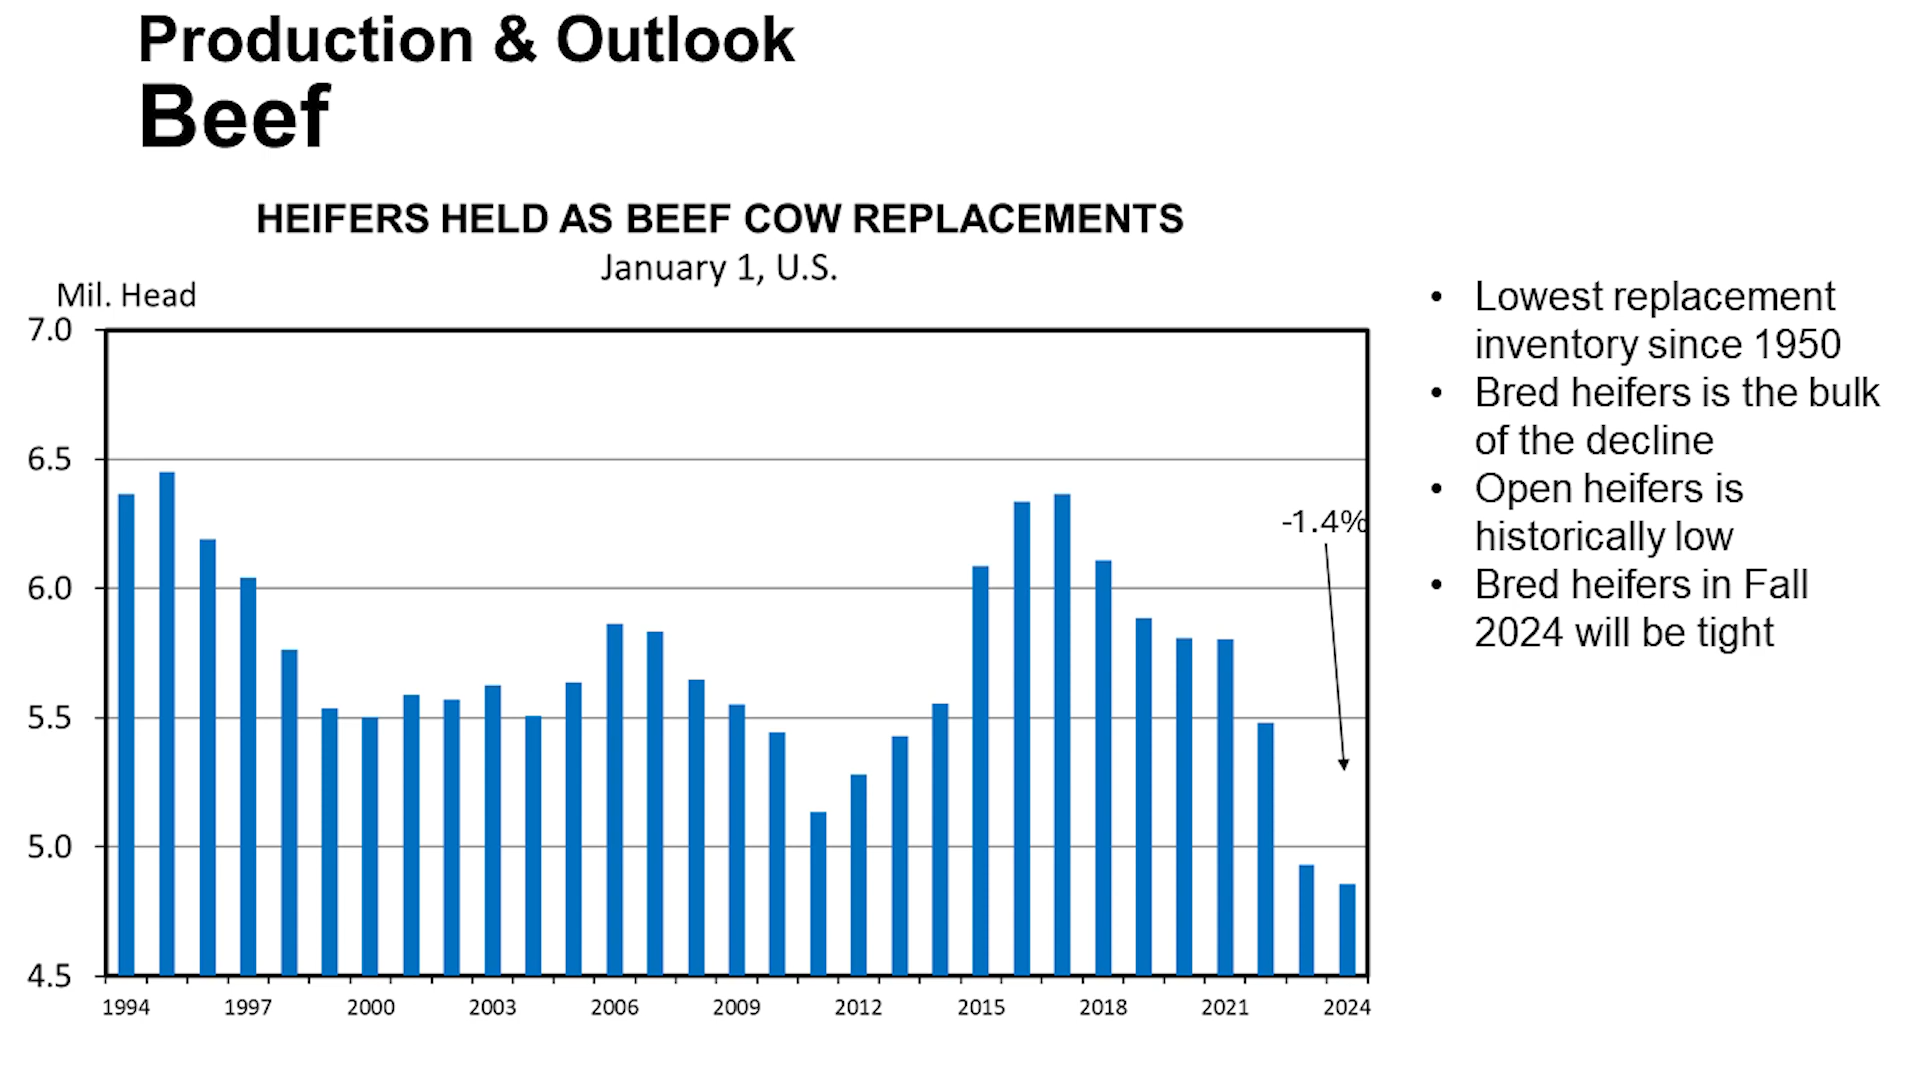 Production & Outlook
Beef
HEIFERS HELD AS BEEF COW REPLACEMENTS
January 1, U.S.
Mil. Head
7.0
6.5
6.0
5.5
5.0
4.5
-1.4%
1994 1997 2000 2003 2006 2009 2012 2015 2018 2021 2024
• Lowest replacement
inventory since 1950
• Bred heifers is the bulk
of the decline
• Open heifers is
historically low
• Bred heifers in Fall
2024 will be tight